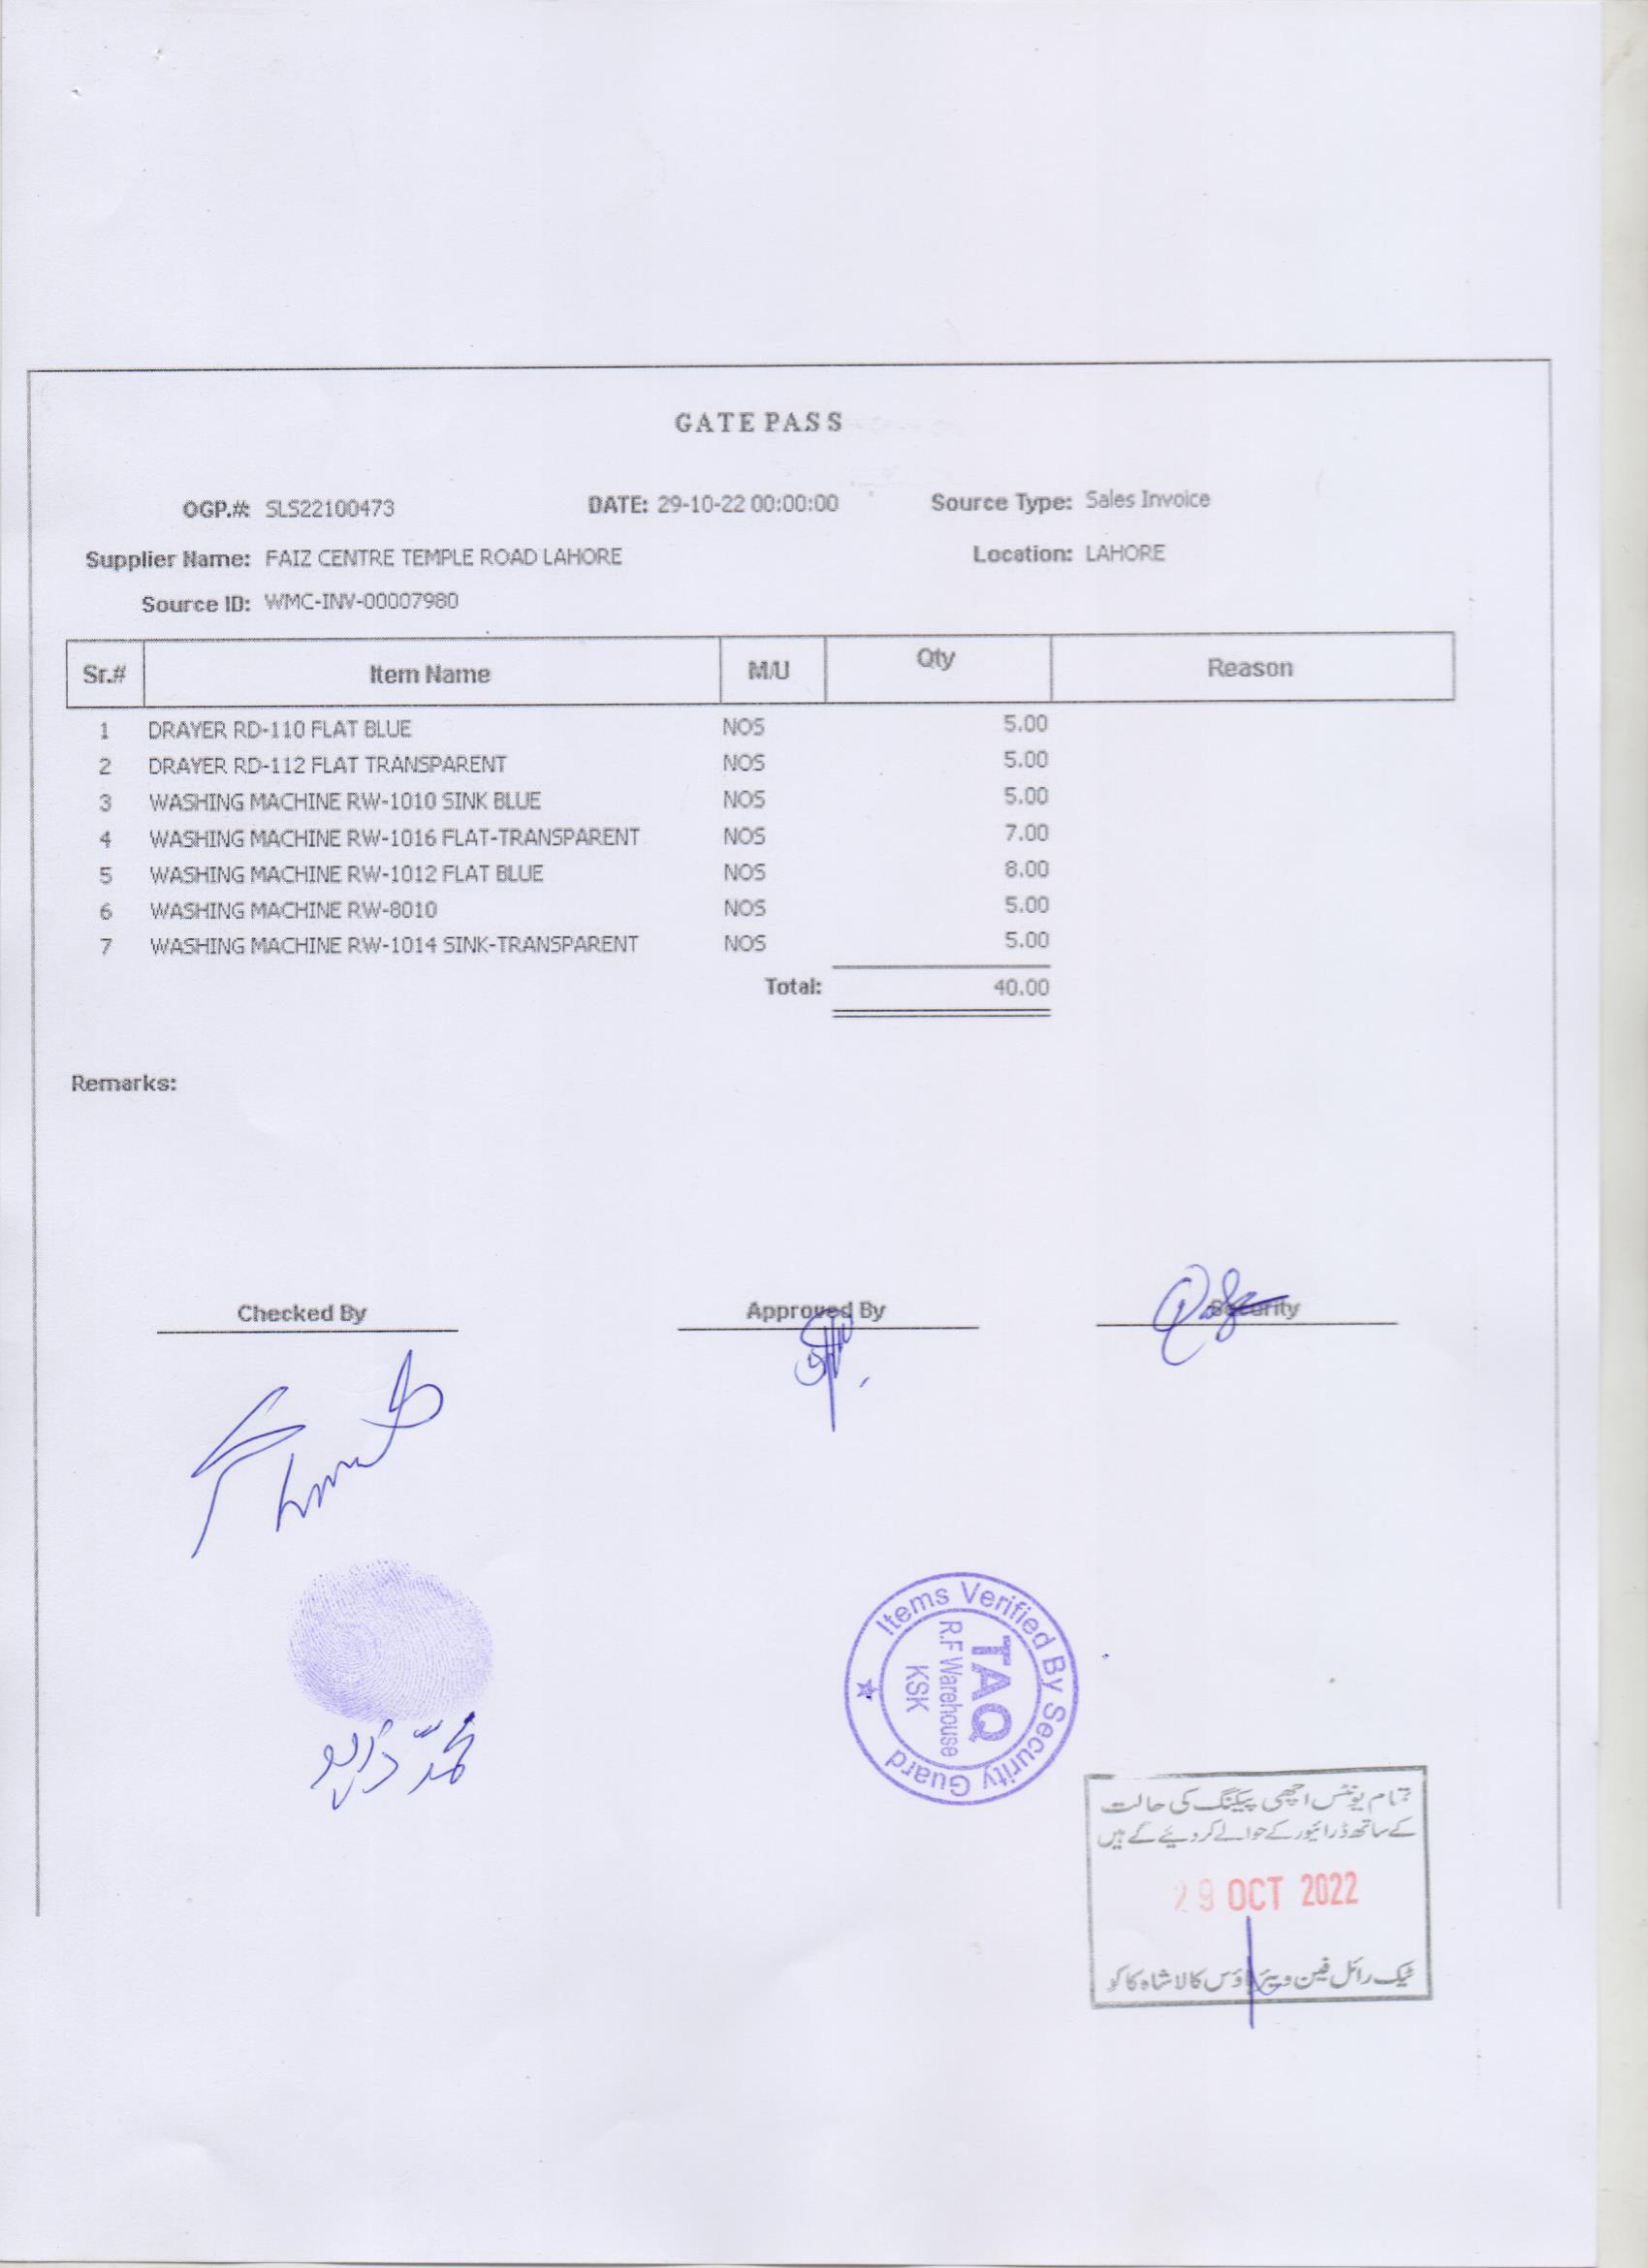 GATE PASS
OGP.#: SLS22100473 DATE: 29-10-22 00:00:00 Source Type: Sales Invoice
Supplier Name: FAIZ CENTRE TEMPLE ROAD LAHORE Location: LAHORE
Source ID: WMC-INV-00007980
Sr.# Item Name M/U Qty Reason
1 DRAYER RD-110 FLAT BLUE NOS 5.00
2 DRAYER RD-112 FLAT TRANSPARENT NOS 5.00
3 WASHING MACHINE RW-1010 SINK BLUE NOS 5.00
4 WASHING MACHINE RW-1016 FLAT-TRANSPARENT NOS 7.00
5 WASHING MACHINE RW-1012 FLAT BLUE NOS 8.00
6 WASHING MACHINE RW-8010 NOS 5.00
7 WASHING MACHINE RW-1014 SINK-TRANSPARENT NOS 5.00
Total: 40.00
Remarks:
Checked By Approved By Security
Items Verified By Security Guard
TAQ
R.F Warehouse
KSK
محمد
تمام یونٹس اچھی پیکنگ کی حالت
کے ساتھ ڈرائیور کے حوالے کردیئے گے ہیں
29 OCT 2022
ٹیک رائل فین ویئر ہاؤس کالا شاہ کاکو